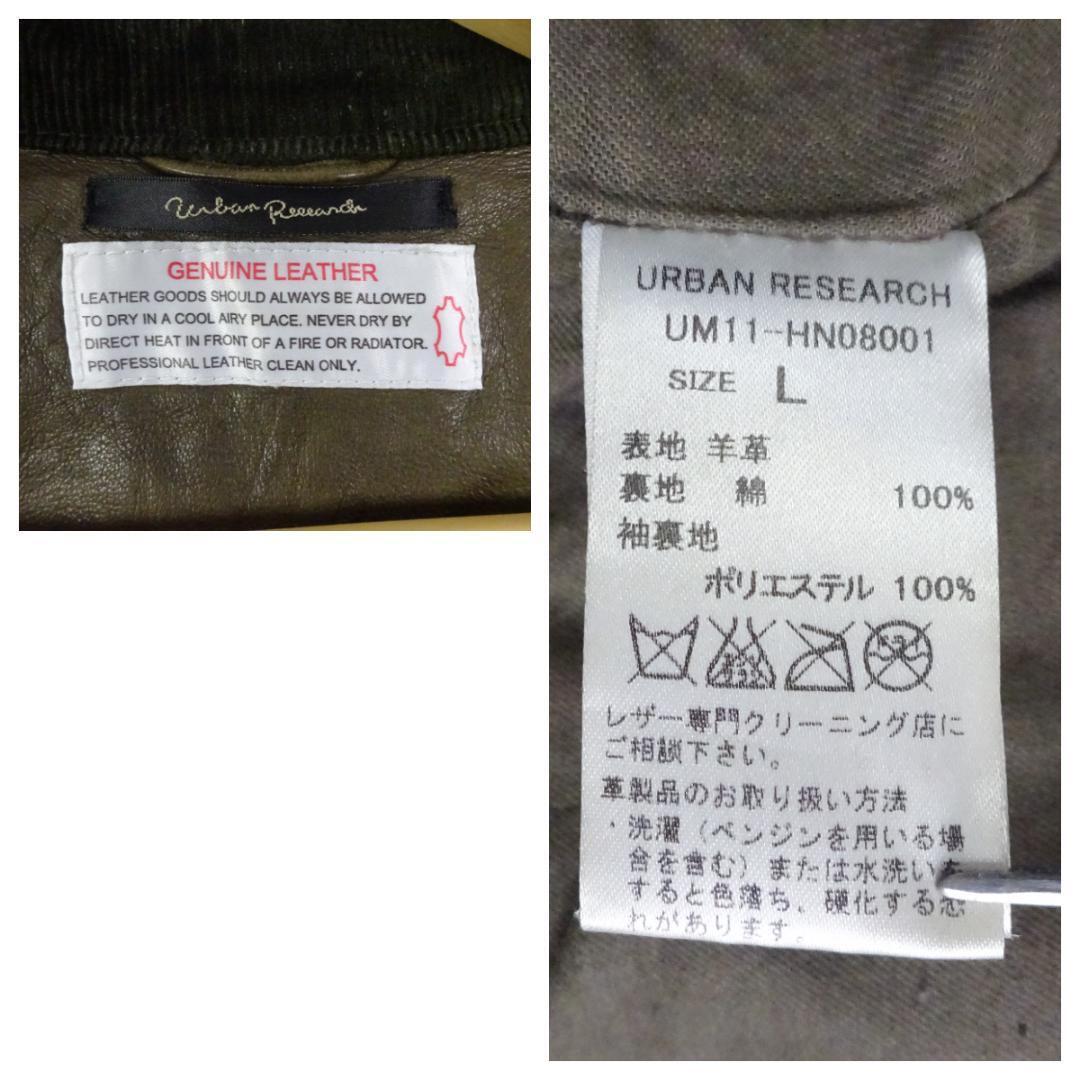 Urban Research
GENUINE LEATHER
LEATHER GOODS SHOULD ALWAYS BE ALLOWED
TO DRY IN A COOL AIRY PLACE. NEVER DRY BY
DIRECT HEAT IN FRONT OF A FIRE OR RADIATOR.
PROFESSIONAL LEATHER CLEAN ONLY.
URBAN RESEARCH
UM11-HN08001
SIZE L
表地 羊革
裏地 綿 100%
袖裏地
ポリエステル 100%
レザー専門クリーニング店に
ご相談下さい。
革製品のお取り扱い方法
・洗濯（ベンジンを用いる場
合を含む）または水洗いを
すると色落ち、硬化する恐
れがあります。